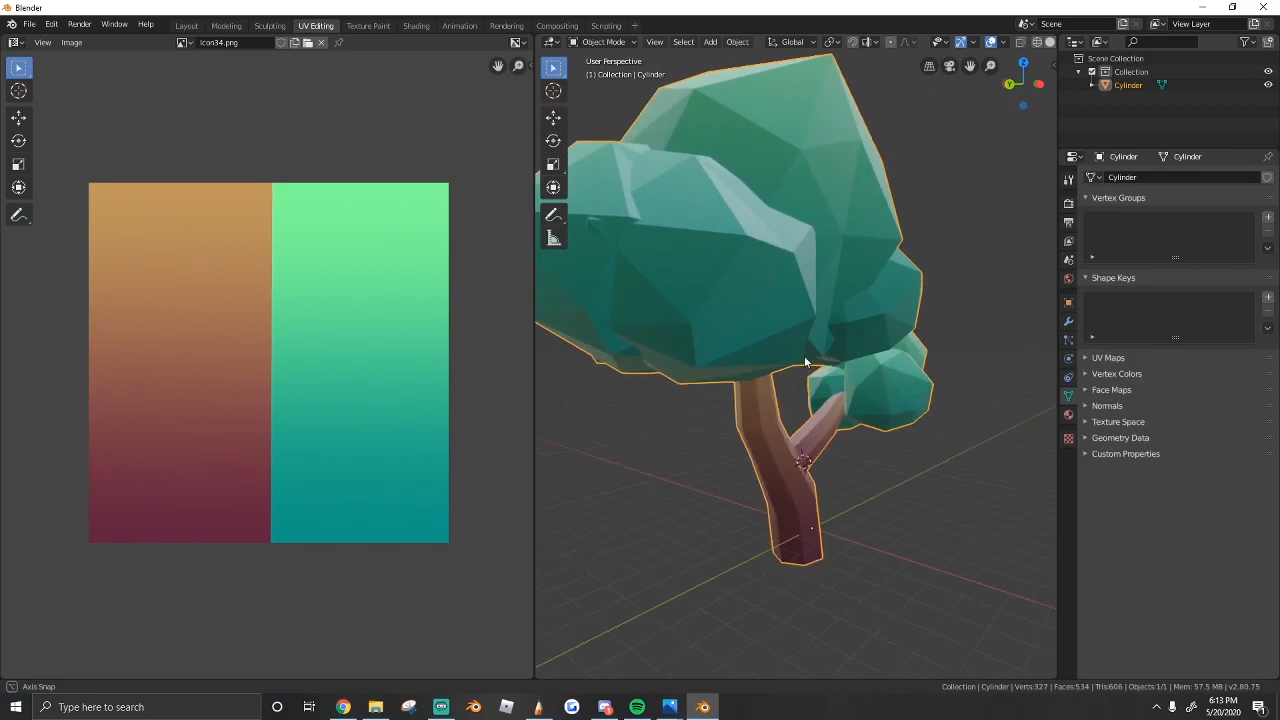 Blender
File Edit Render Window Help Layout Modeling Sculpting UV Editing Texture Paint Shading Animation Rendering Compositing Scripting + Scene View Layer
View Image Icon34.png Object Mode View Select Add Object Global
User Perspective
(1) Collection | Cylinder
Z
Y
Scene Collection
Collection
Cylinder
Cylinder Cylinder
Cylinder
Vertex Groups
Shape Keys
UV Maps
Vertex Colors
Face Maps
Normals
Texture Space
Geometry Data
Custom Properties
Axis Snap
Collection | Cylinder | Verts:327 | Faces:534 | Tris:606 | Objects:1/1 | Mem: 57.5 MB | v2.80.75
Type here to search
6:13 PM
5/20/2020